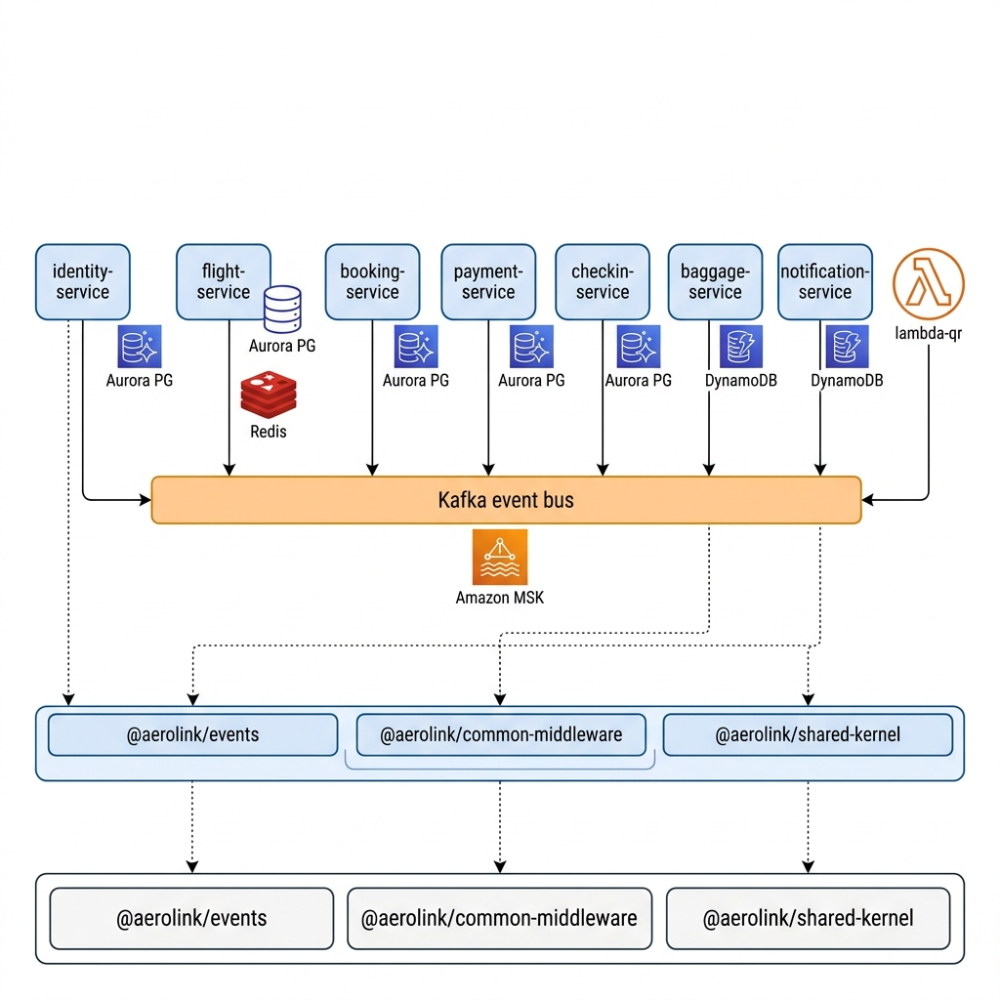 identity-
service
flight-
service
booking-
service
payment-
service
checkin-
service
baggage-
service
notification-
service
lambda-qr
Aurora PG
Aurora PG
Redis
Aurora PG
Aurora PG
Aurora PG
DynamoDB
DynamoDB
Kafka event bus
Amazon MSK
@aerolink/events
@aerolink/common-middleware
@aerolink/shared-kernel
@aerolink/events
@aerolink/common-middleware
@aerolink/shared-kernel